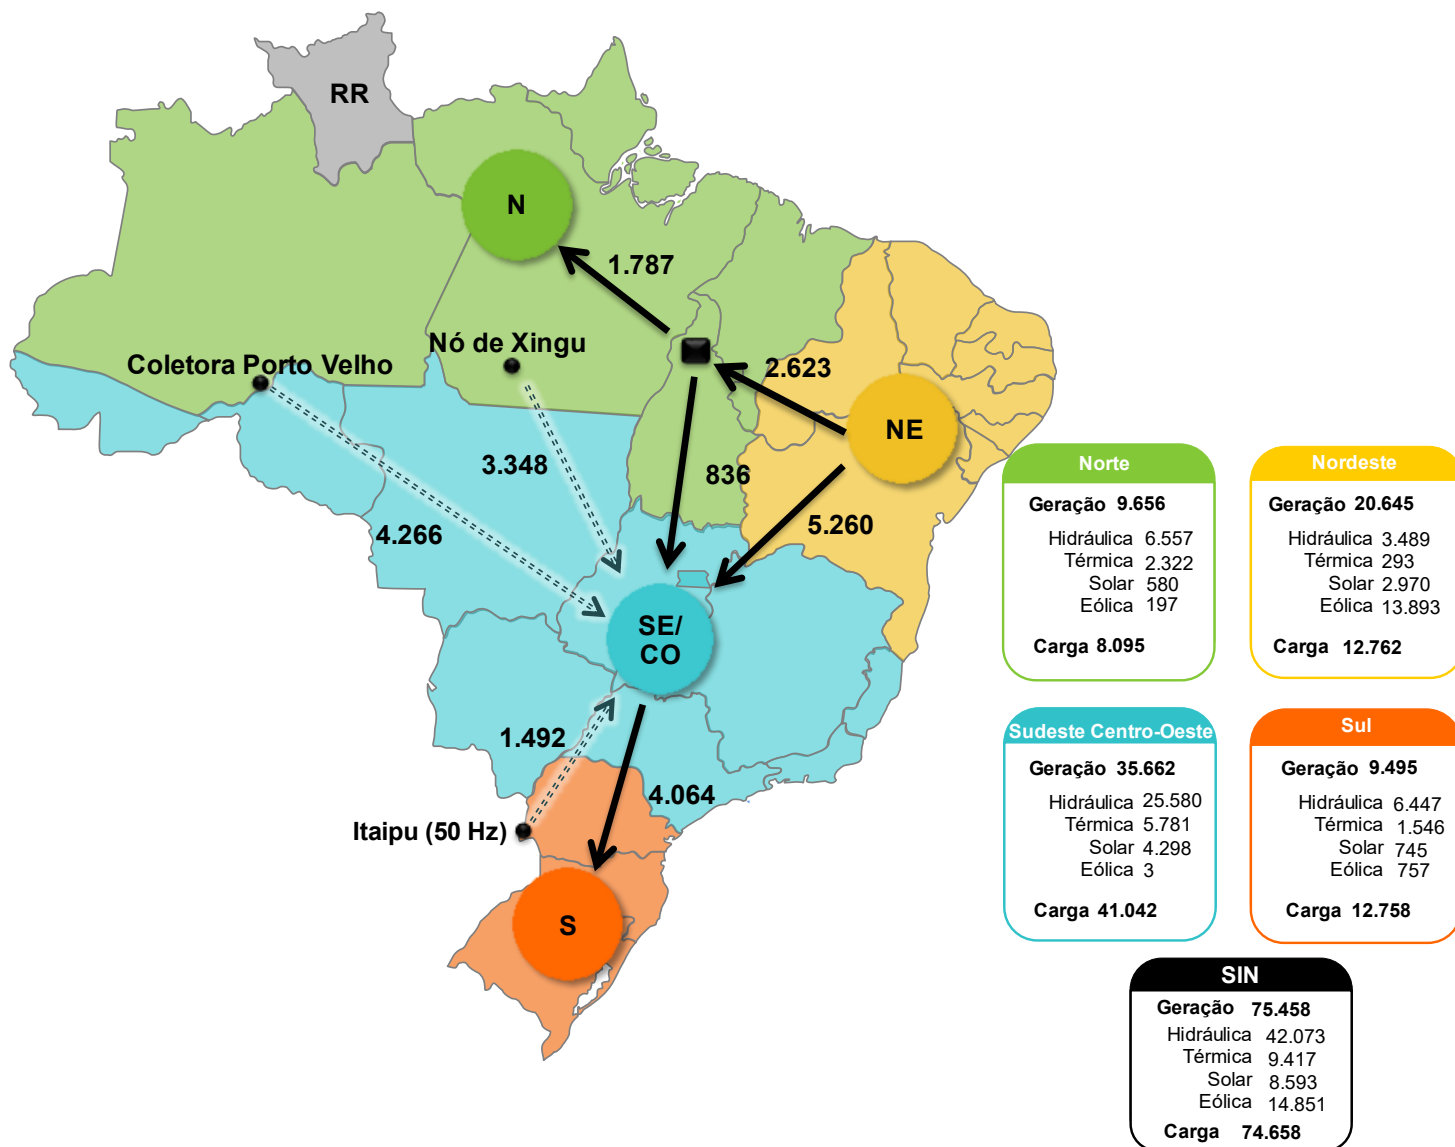 RR
N
1.787
Nó de Xingu
Coletora Porto Velho
2.623
NE
3.348
836
4.266
5.260
SE/
CO
1.492
4.064
Itaipu (50 Hz)
S
Norte
Geração 9.656
Hidráulica 6.557
Térmica 2.322
Solar 580
Eólica 197
Carga 8.095
Nordeste
Geração 20.645
Hidráulica 3.489
Térmica 293
Solar 2.970
Eólica 13.893
Carga 12.762
Sudeste Centro-Oeste
Geração 35.662
Hidráulica 25.580
Térmica 5.781
Solar 4.298
Eólica 3
Carga 41.042
Sul
Geração 9.495
Hidráulica 6.447
Térmica 1.546
Solar 745
Eólica 757
Carga 12.758
SIN
Geração 75.458
Hidráulica 42.073
Térmica 9.417
Solar 8.593
Eólica 14.851
Carga 74.658